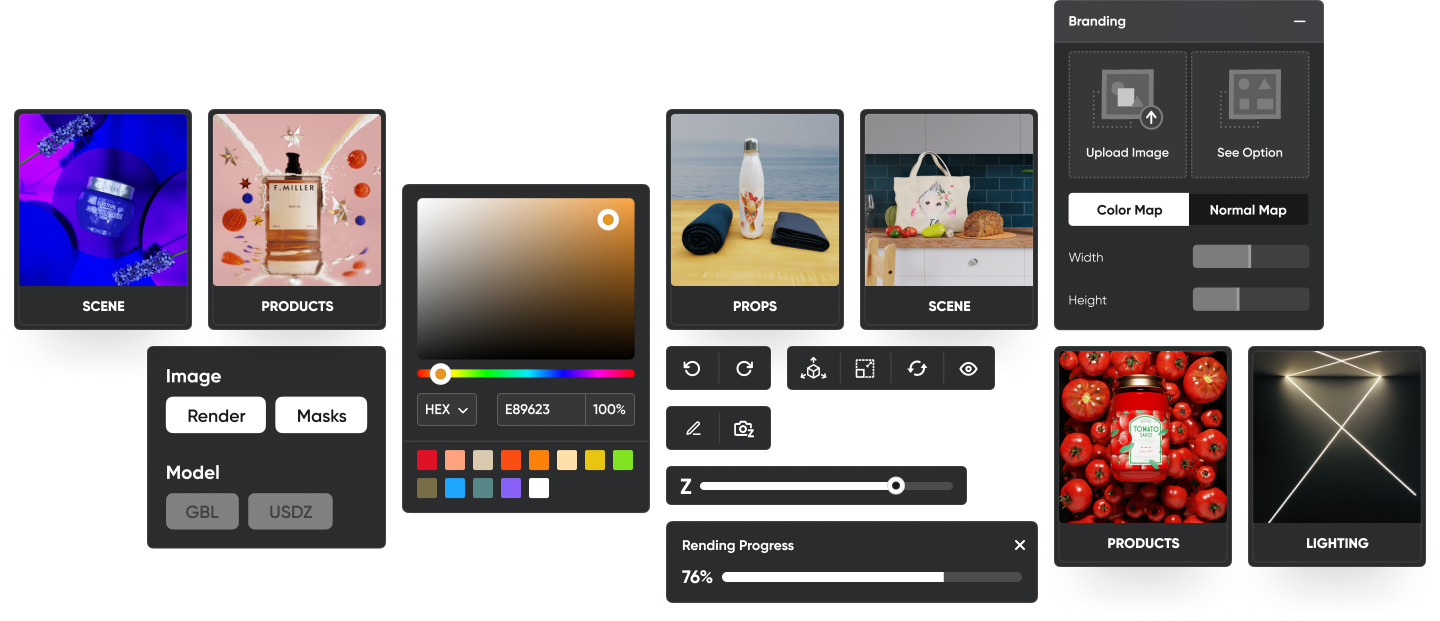 Branding
Upload Image
See Option
Color Map
Normal Map
Width
Height
F.MILLER
SCENE
PRODUCTS
PROPS
SCENE
Image
Render
Masks
Model
GBL
USDZ
HEX
E89623
100%
Z
Z
Rending Progress
76%
TOMATO
SAUCE
PRODUCTS
LIGHTING